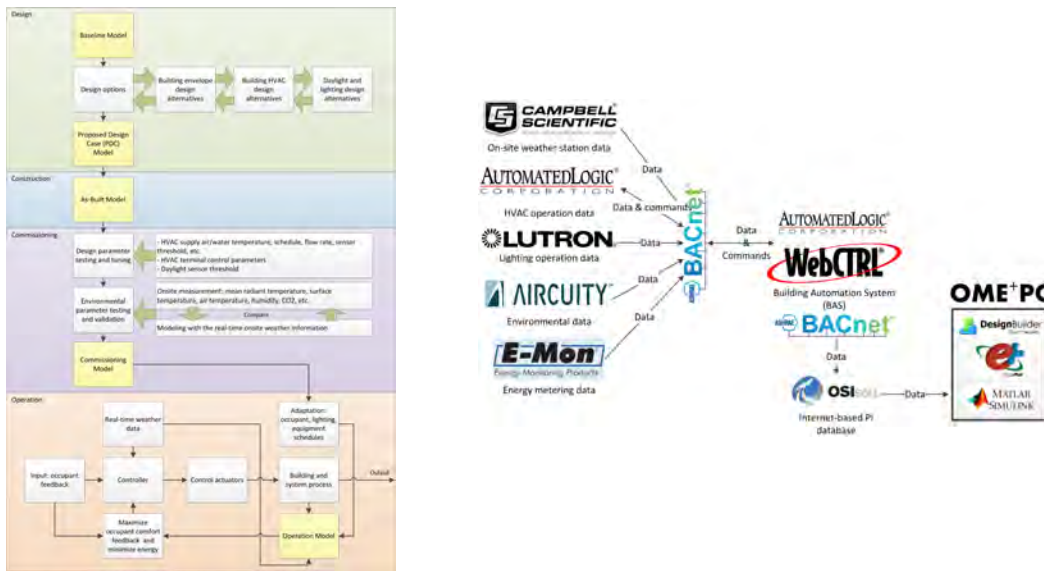 Design
Baseline Model
Design options
Building envelope
design
alternatives
Building HVAC
design
alternatives
Daylight and
lighting design
alternatives
Proposed Design
Case (PDC)
Model
Construction
As-Built Model
Commissioning
Design parameter
testing and tuning
- HVAC supply air/water temperature, schedule, flow rate, sensor
threshold, etc.
- HVAC terminal control parameters
- Daylight sensor threshold
Environmental
parameter testing
and validation
Onsite measurement: mean radiant temperature, surface
temperature, air temperature, humidity, CO2, etc.
Compare
Modeling with the real-time onsite weather information
Commissioning
Model
Operation
Real-time weather
data
Adaptation:
occupant, lighting,
equipment
schedules
Input: occupant
feedback
Controller
Control actuators
Building and
system process
Output
Maximize
occupant comfort
feedback and
minimize energy
Operation Model
CAMPBELL
SCIENTIFIC
On-site weather station data
Data
AUTOMATEDLOGIC
CORPORATION
HVAC operation data
Data & commands
LUTRON
Data
Lighting operation data
AIRCUITY
Data
Environmental data
E-Mon
Energy Monitoring Products
Data
Energy metering data
BACnet
Data
&
Commands
AUTOMATEDLOGIC
CORPORATION
WebCTRL
Building Automation System
(BAS)
BACnet
Data
OSIsoft
Data
Internet-based PI
database
OME+PC
DesignBuilder
MATLAB
SIMULINK